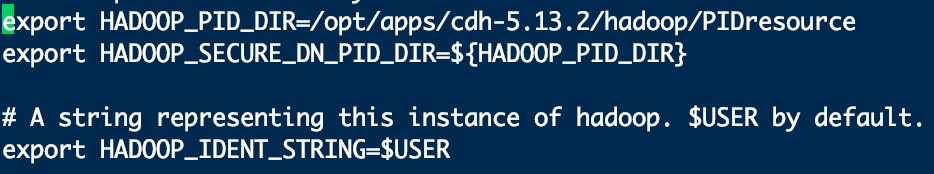 export HADOOP_PID_DIR=/opt/apps/cdh-5.13.2/hadoop/PIDresource
export HADOOP_SECURE_DN_PID_DIR=${HADOOP_PID_DIR}
# A string representing this instance of hadoop. $USER by default.
export HADOOP_IDENT_STRING=$USER